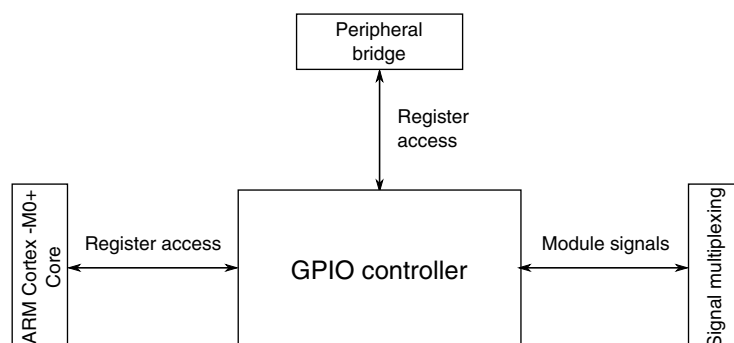 Peripheral
bridge
Register
access
ARM Cortex -M0+
Core
Register access
GPIO controller
Module signals
Signal multiplexing